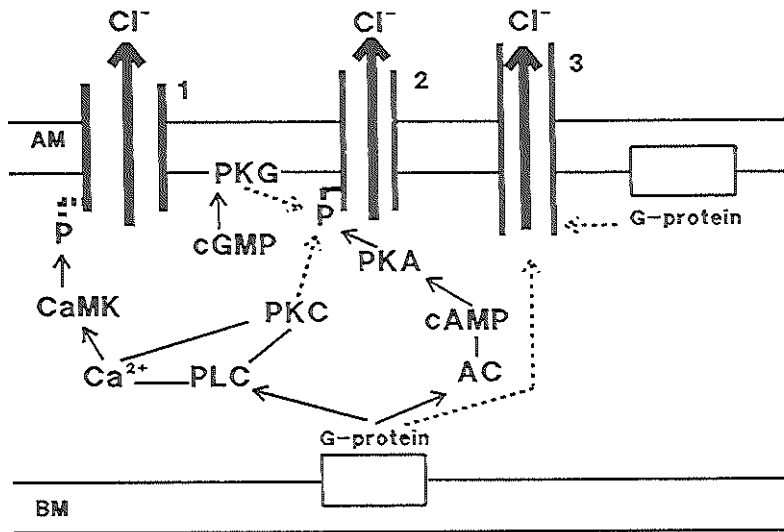 Cl⁻ Cl⁻ Cl⁻
1 2 3
AM
PKG
P P G-protein
cGMP PKA
CaMK PKC cAMP
Ca²⁺ PLC AC
G-protein
BM